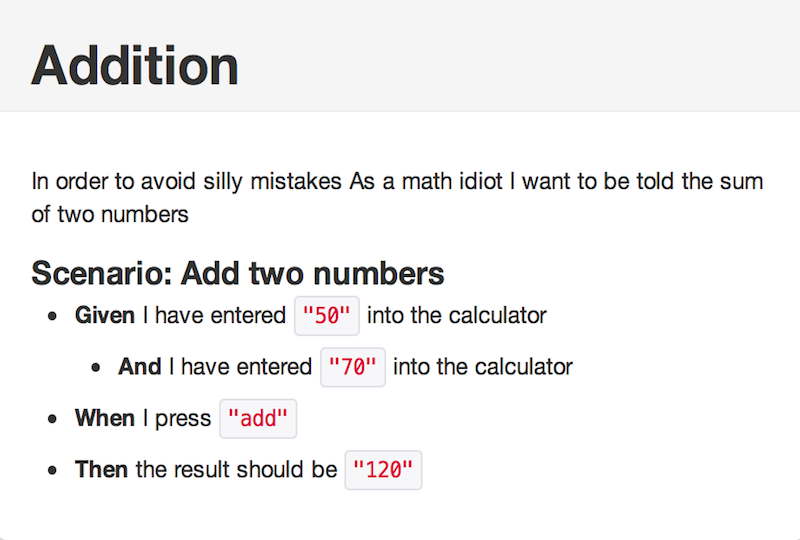 Addition
In order to avoid silly mistakes As a math idiot I want to be told the sum
of two numbers
Scenario: Add two numbers
• Given I have entered "50" into the calculator
• And I have entered "70" into the calculator
• When I press "add"
• Then the result should be "120"